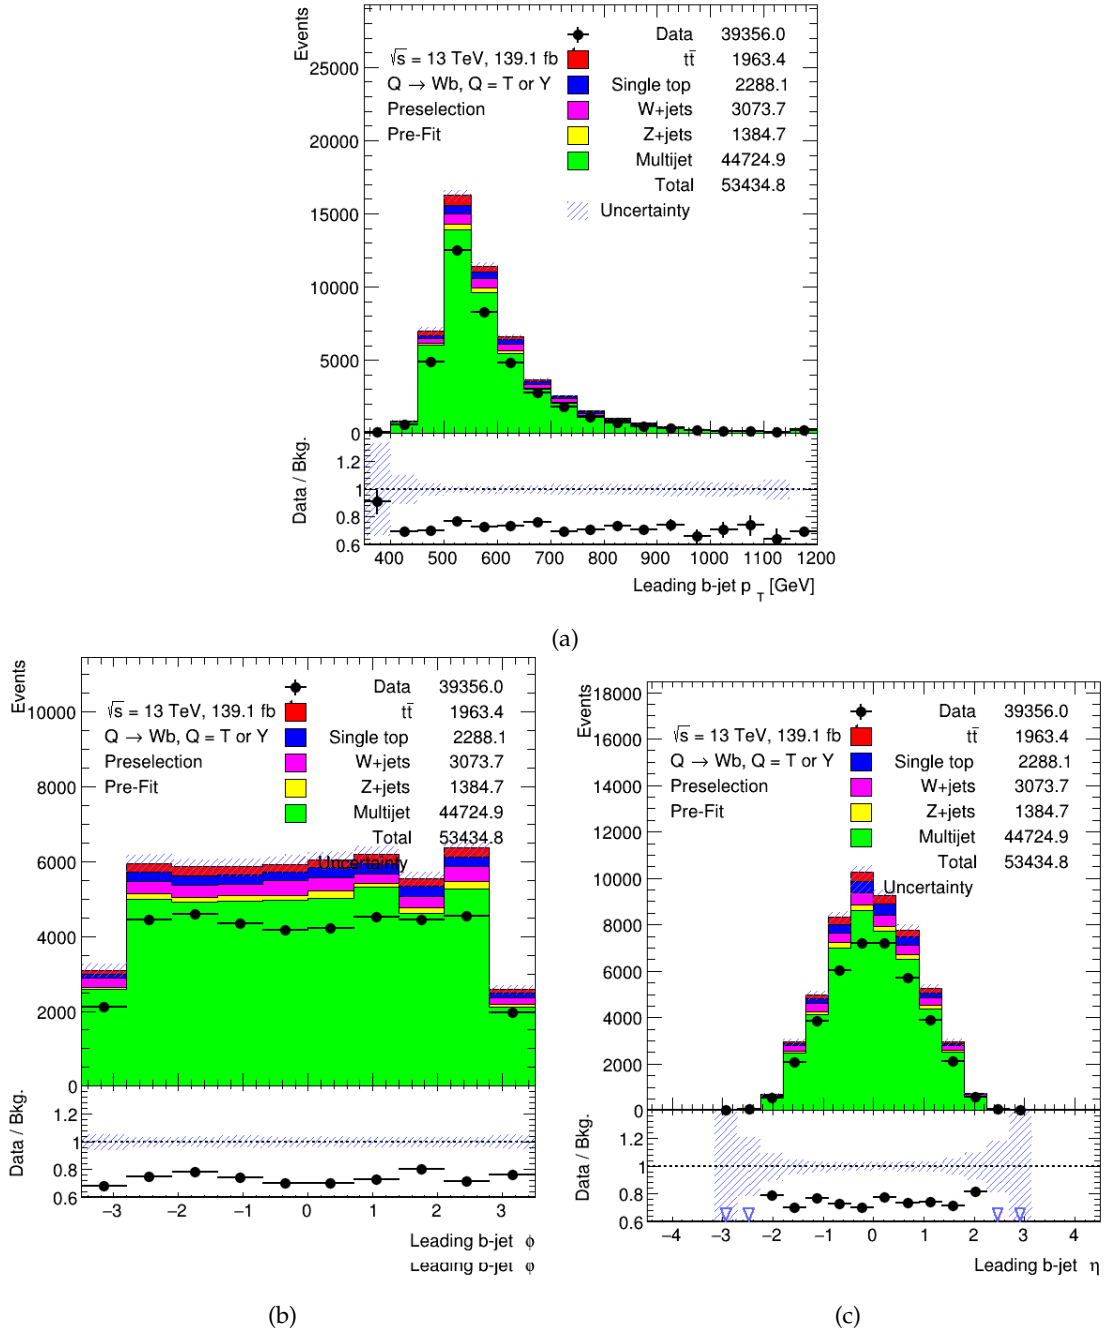 Events
Data 39356.0
√s = 13 TeV, 139.1 fb
tt̄ 1963.4
Q → Wb, Q = T or Y
Single top 2288.1
Preselection
W+jets 3073.7
Pre-Fit
Z+jets 1384.7
Multijet 44724.9
Total 53434.8
Uncertainty
25000
20000
15000
10000
5000
0
Data / Bkg.
1.2
1
0.8
0.6
400 500 600 700 800 900 1000 1100 1200
Leading b-jet p T [GeV]
(a)
Events
Data 39356.0
√s = 13 TeV, 139.1 fb
tt̄ 1963.4
Q → Wb, Q = T or Y
Single top 2288.1
Preselection
W+jets 3073.7
Pre-Fit
Z+jets 1384.7
Multijet 44724.9
Total 53434.8
Uncertainty
10000
8000
6000
4000
2000
0
Data / Bkg.
1.2
1
0.8
0.6
−3 −2 −1 0 1 2 3
Leading b-jet ϕ
Leading b-jet φ
(b)
Events
Data 39356.0
√s = 13 TeV, 139.1 fb
tt̄ 1963.4
Q → Wb, Q = T or Y
Single top 2288.1
Preselection
W+jets 3073.7
Pre-Fit
Z+jets 1384.7
Multijet 44724.9
Total 53434.8
Uncertainty
18000
16000
14000
12000
10000
8000
6000
4000
2000
0
Data / Bkg.
1.2
1
0.8
0.6
−4 −3 −2 −1 0 1 2 3 4
Leading b-jet η
(c)